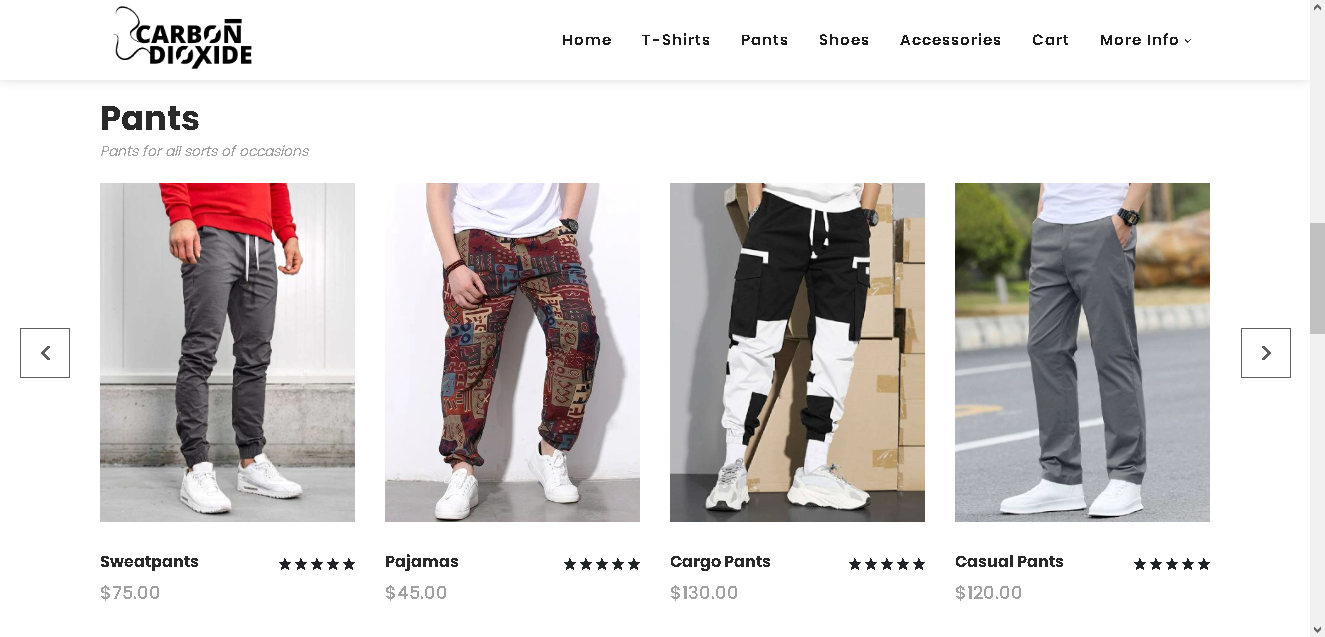 CARBON
DIOXIDE
Home T-Shirts Pants Shoes Accessories Cart More Info
Pants
Pants for all sorts of occasions
Sweatpants Pajamas Cargo Pants Casual Pants
$75.00 $45.00 $130.00 $120.00